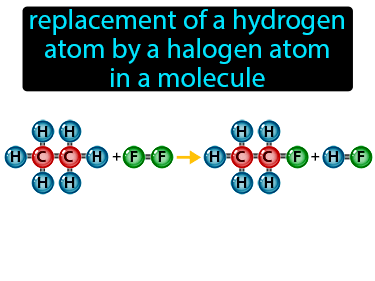 replacement of a hydrogen
atom by a halogen atom
in a molecule
H H H H
H C C H + F F H C C F + H F
H H H H